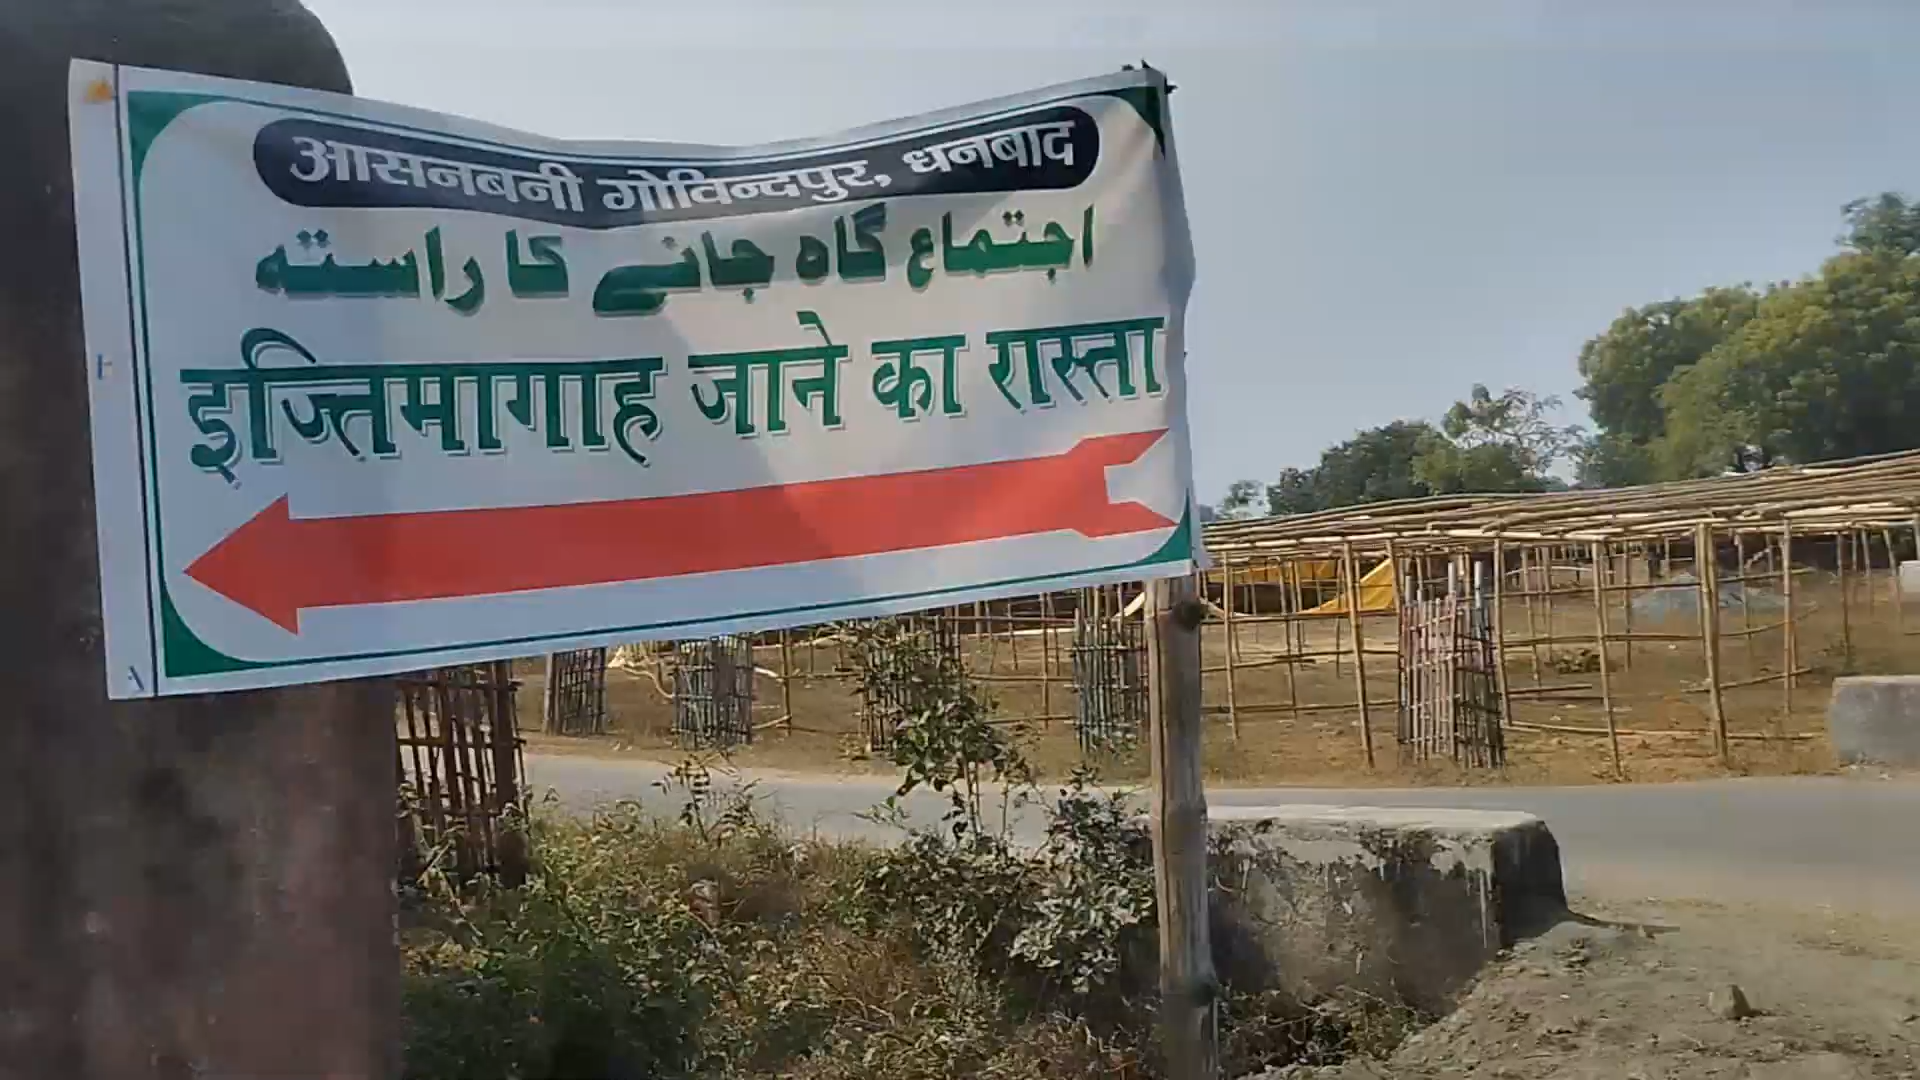 आसनबनी गोविन्दपुर, धनबाद
اجتماع گاہ جانے کا راستہ
इज्तिमागाह जाने का रास्ता